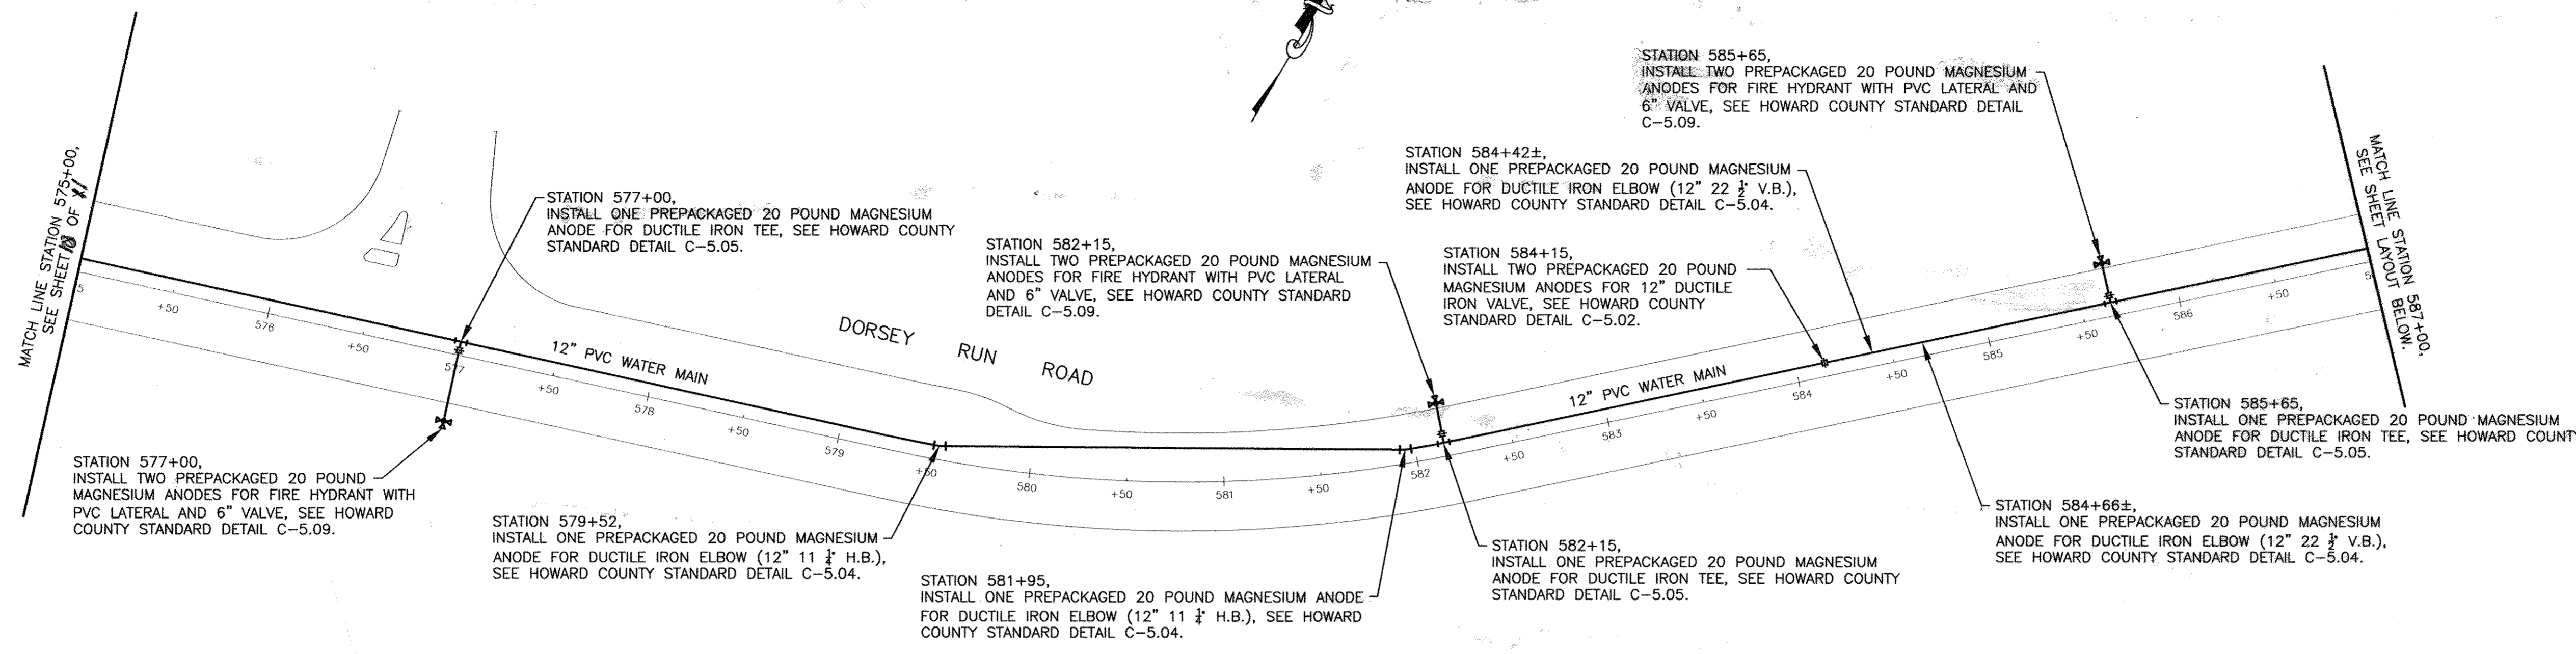 MATCH LINE STATION 575+00,
SEE SHEET OF
STATION 577+00,
INSTALL ONE PREPACKAGED 20 POUND MAGNESIUM
ANODE FOR DUCTILE IRON TEE, SEE HOWARD COUNTY
STANDARD DETAIL C-5.05.
STATION 577+00,
INSTALL TWO PREPACKAGED 20 POUND
MAGNESIUM ANODES FOR FIRE HYDRANT WITH
PVC LATERAL AND 6" VALVE, SEE HOWARD
COUNTY STANDARD DETAIL C-5.09.
STATION 579+52,
INSTALL ONE PREPACKAGED 20 POUND MAGNESIUM
ANODE FOR DUCTILE IRON ELBOW (12" 11 ¼° H.B.),
SEE HOWARD COUNTY STANDARD DETAIL C-5.04.
STATION 581+95,
INSTALL ONE PREPACKAGED 20 POUND MAGNESIUM ANODE
FOR DUCTILE IRON ELBOW (12" 11 ¼° H.B.), SEE HOWARD
COUNTY STANDARD DETAIL C-5.04.
STATION 582+15,
INSTALL TWO PREPACKAGED 20 POUND MAGNESIUM
ANODES FOR FIRE HYDRANT WITH PVC LATERAL
AND 6" VALVE, SEE HOWARD COUNTY STANDARD
DETAIL C-5.09.
STATION 582+15,
INSTALL ONE PREPACKAGED 20 POUND MAGNESIUM
ANODE FOR DUCTILE IRON TEE, SEE HOWARD COUNTY
STANDARD DETAIL C-5.05.
STATION 584+15,
INSTALL TWO PREPACKAGED 20 POUND
MAGNESIUM ANODES FOR 12" DUCTILE
IRON VALVE, SEE HOWARD COUNTY
STANDARD DETAIL C-5.02.
STATION 584+42±,
INSTALL ONE PREPACKAGED 20 POUND MAGNESIUM
ANODE FOR DUCTILE IRON ELBOW (12" 22 ½° V.B.),
SEE HOWARD COUNTY STANDARD DETAIL C-5.04.
STATION 585+65,
INSTALL TWO PREPACKAGED 20 POUND MAGNESIUM
ANODES FOR FIRE HYDRANT WITH PVC LATERAL AND
6" VALVE, SEE HOWARD COUNTY STANDARD DETAIL
C-5.09.
STATION 584+66±,
INSTALL ONE PREPACKAGED 20 POUND MAGNESIUM
ANODE FOR DUCTILE IRON ELBOW (12" 22 ½° V.B.),
SEE HOWARD COUNTY STANDARD DETAIL C-5.04.
STATION 585+65,
INSTALL ONE PREPACKAGED 20 POUND MAGNESIUM
ANODE FOR DUCTILE IRON TEE, SEE HOWARD COUNT
STANDARD DETAIL C-5.05.
MATCH LINE STATION 587+00,
SEE SHEET LAYOUT BELOW.
DORSEY RUN ROAD
12" PVC WATER MAIN
12" PVC WATER MAIN
5
+50
576
+50
577
+50
578
+50
579
+50
580
+50
581
+50
582
+50
583
+50
584
+50
585
+50
586
+50
5